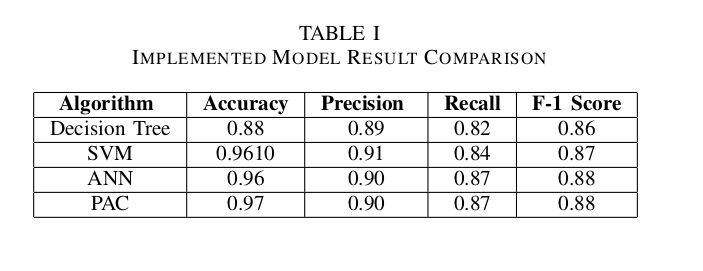 TABLE I
IMPLEMENTED MODEL RESULT COMPARISON
Algorithm Accuracy Precision Recall F-1 Score
Decision Tree 0.88 0.89 0.82 0.86
SVM 0.9610 0.91 0.84 0.87
ANN 0.96 0.90 0.87 0.88
PAC 0.97 0.90 0.87 0.88